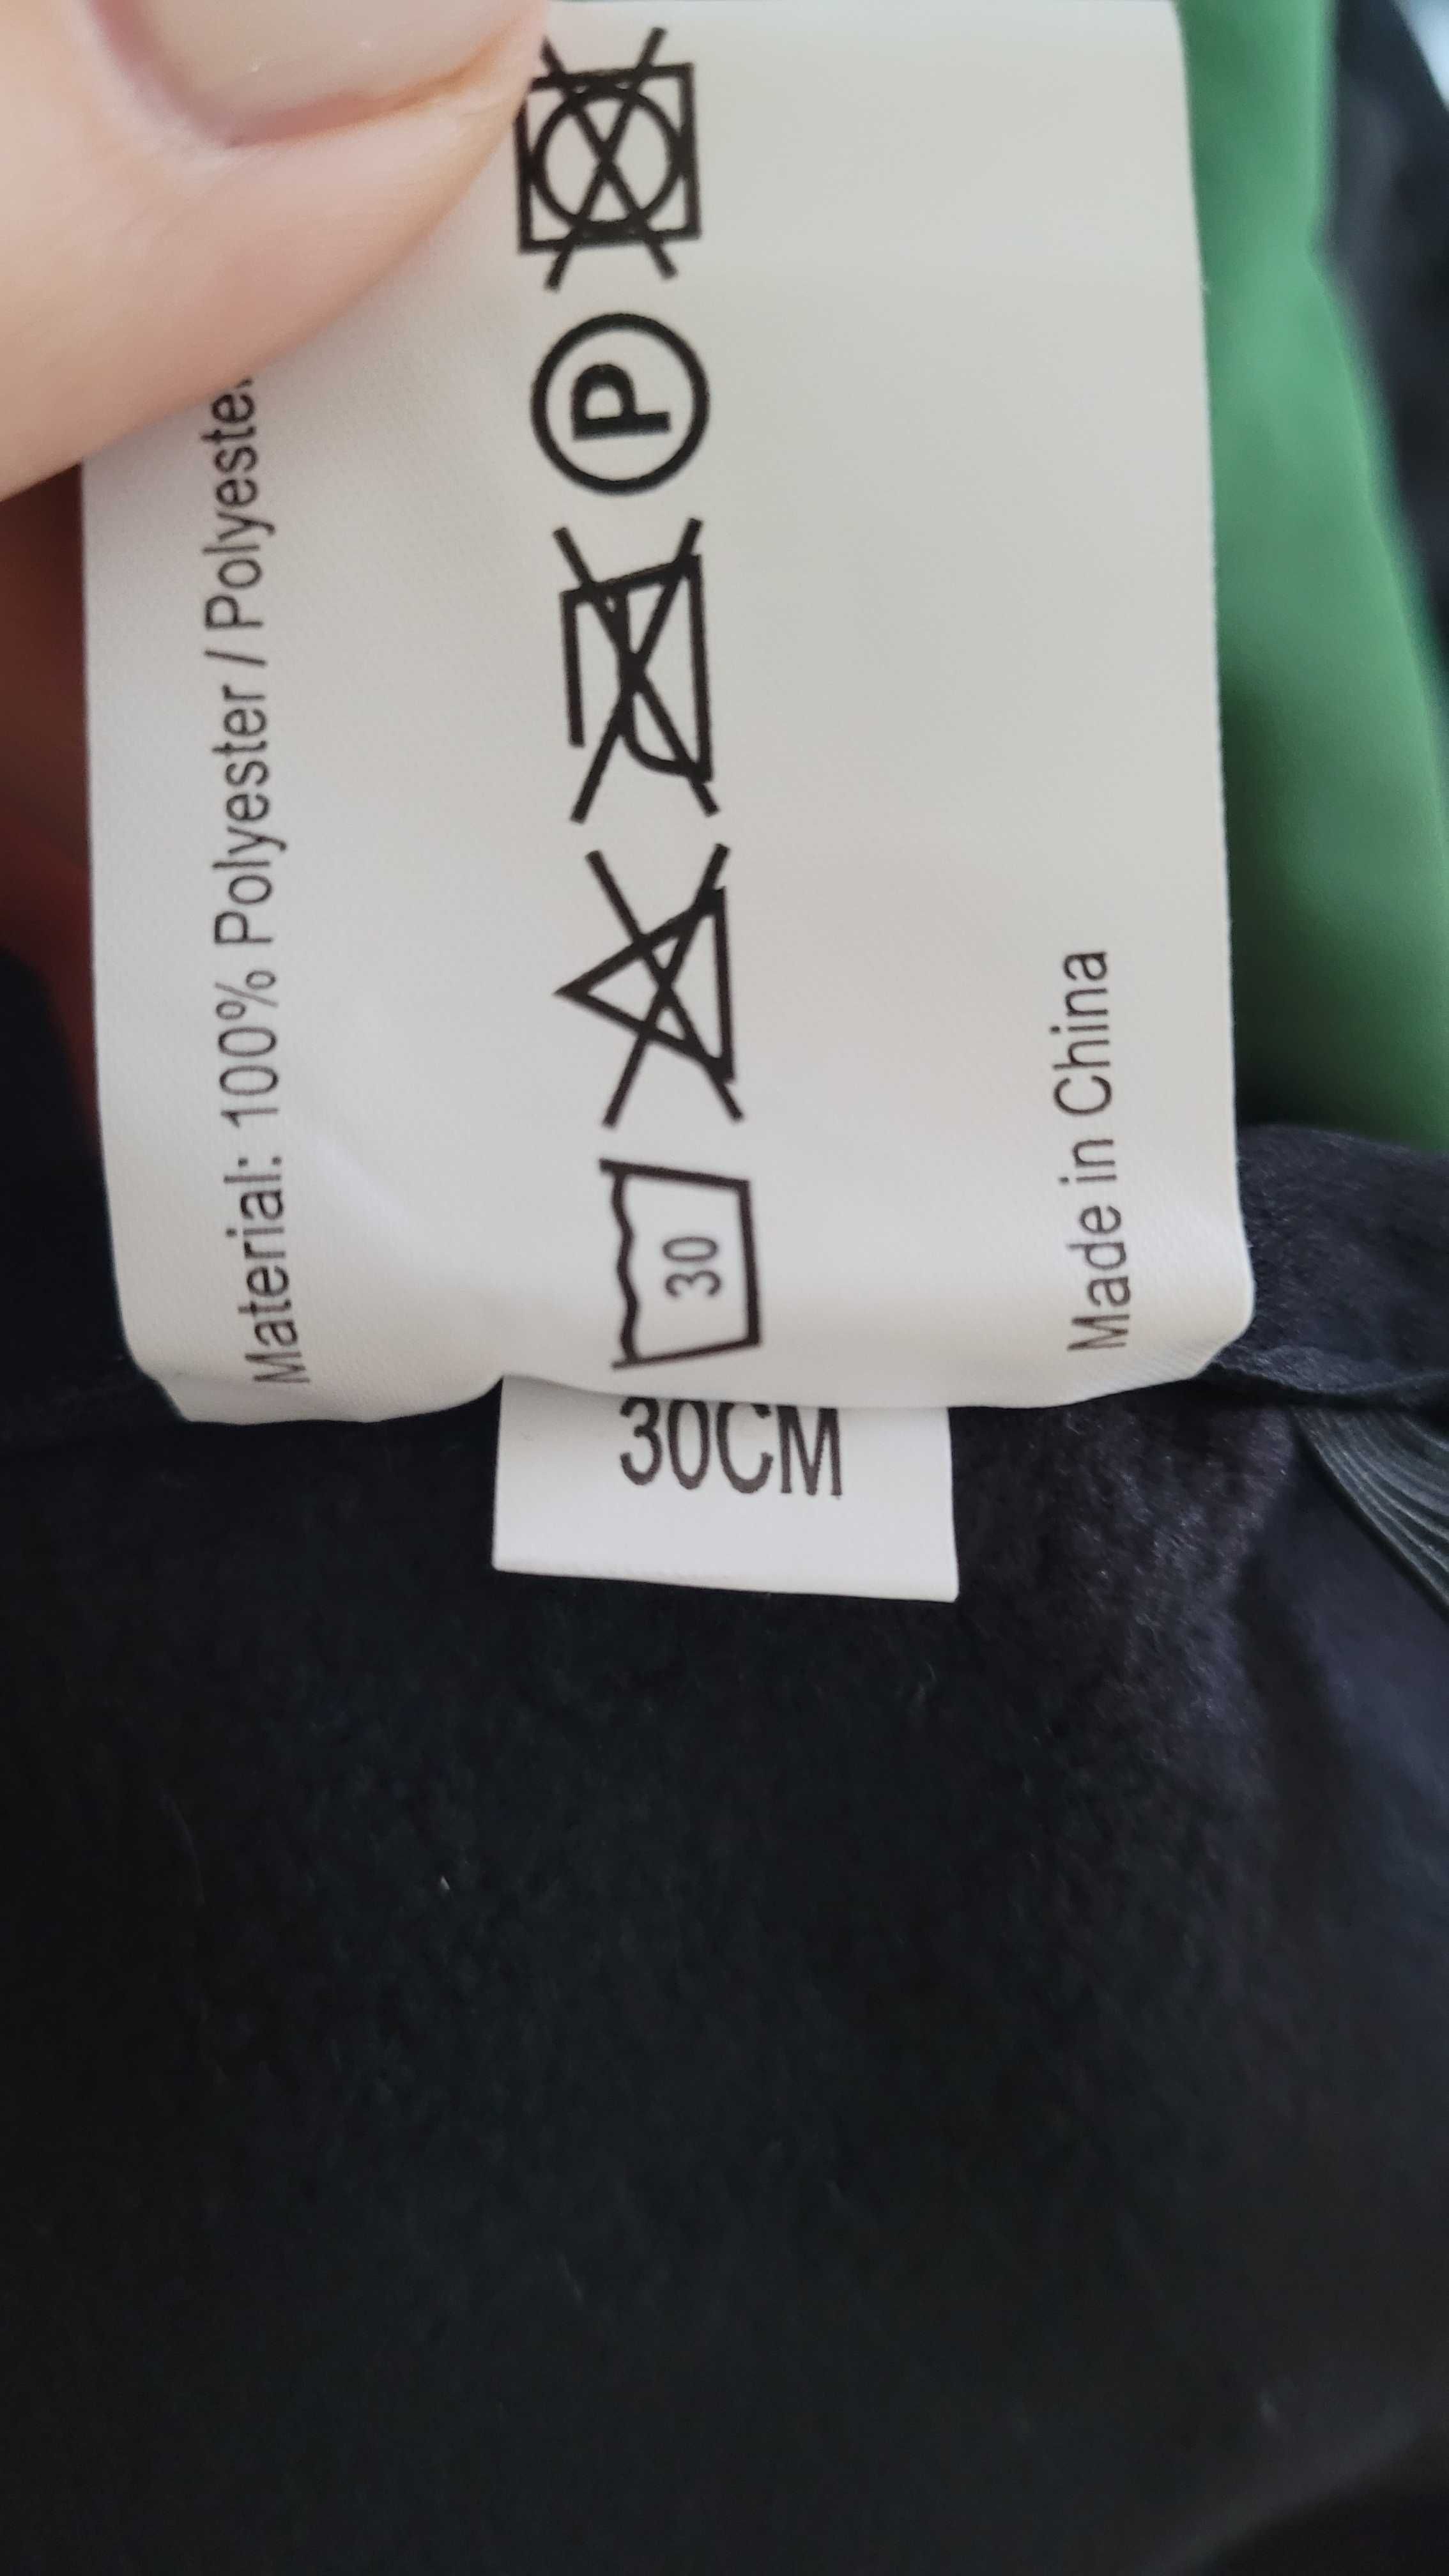 Material: 100% Polyester / Polyester
30
P
Made in China
30CM